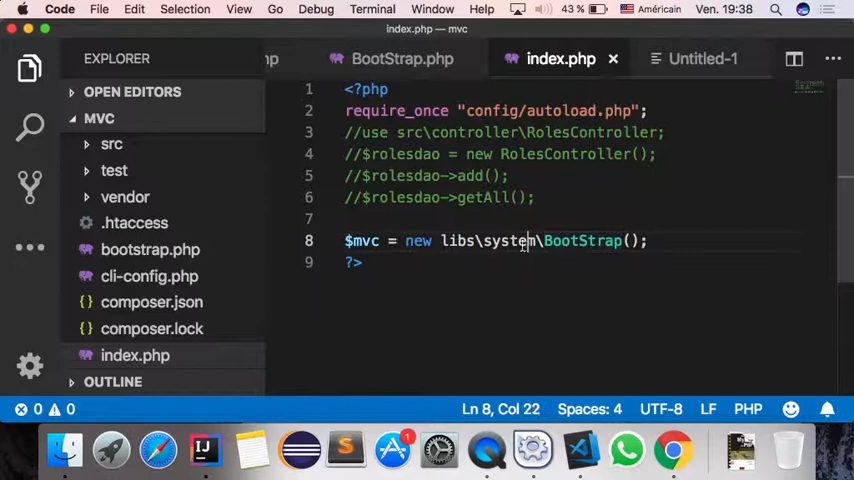 Code File Edit Selection View Go Debug Terminal Window Help 43 % Américain Ven. 19:38
index.php — mvc
EXPLORER
hp BootStrap.php index.php Untitled-1
OPEN EDITORS
MVC
src
test
vendor
.htaccess
bootstrap.php
cli-config.php
composer.json
composer.lock
index.php
OUTLINE
1 <?php
2 require_once "config/autoload.php";
3 //use src\controller\RolesController;
4 //$rolesdao = new RolesController();
5 //$rolesdao->add();
6 //$rolesdao->getAll();
7
8 $mvc = new libs\system\BootStrap();
9 ?>
0 0 Ln 8, Col 22 Spaces: 4 UTF-8 LF PHP
1